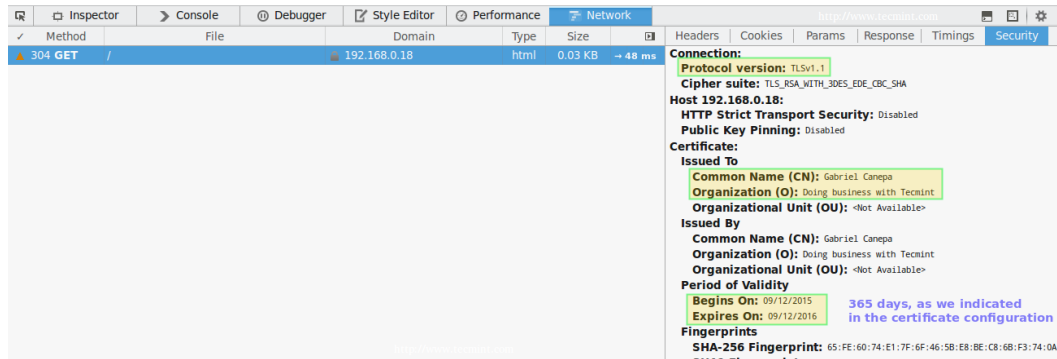 Inspector Console Debugger Style Editor Performance Network http://www.tecmint.com
✓ Method File Domain Type Size Headers Cookies Params Response Timings Security
304 GET / 192.168.0.18 html 0.03 KB → 48 ms
Connection:
Protocol version: TLSv1.1
Cipher suite: TLS_RSA_WITH_3DES_EDE_CBC_SHA
Host 192.168.0.18:
HTTP Strict Transport Security: Disabled
Public Key Pinning: Disabled
Certificate:
Issued To
Common Name (CN): Gabriel Canepa
Organization (O): Doing business with Tecmint
Organizational Unit (OU): <Not Available>
Issued By
Common Name (CN): Gabriel Canepa
Organization (O): Doing business with Tecmint
Organizational Unit (OU): <Not Available>
Period of Validity
Begins On: 09/12/2015
Expires On: 09/12/2016
365 days, as we indicated
in the certificate configuration
Fingerprints
SHA-256 Fingerprint: 65:FE:60:74:E1:7F:6F:46:5B:E8:BE:C8:6B:F3:74:0A
http://www.tecmint.com